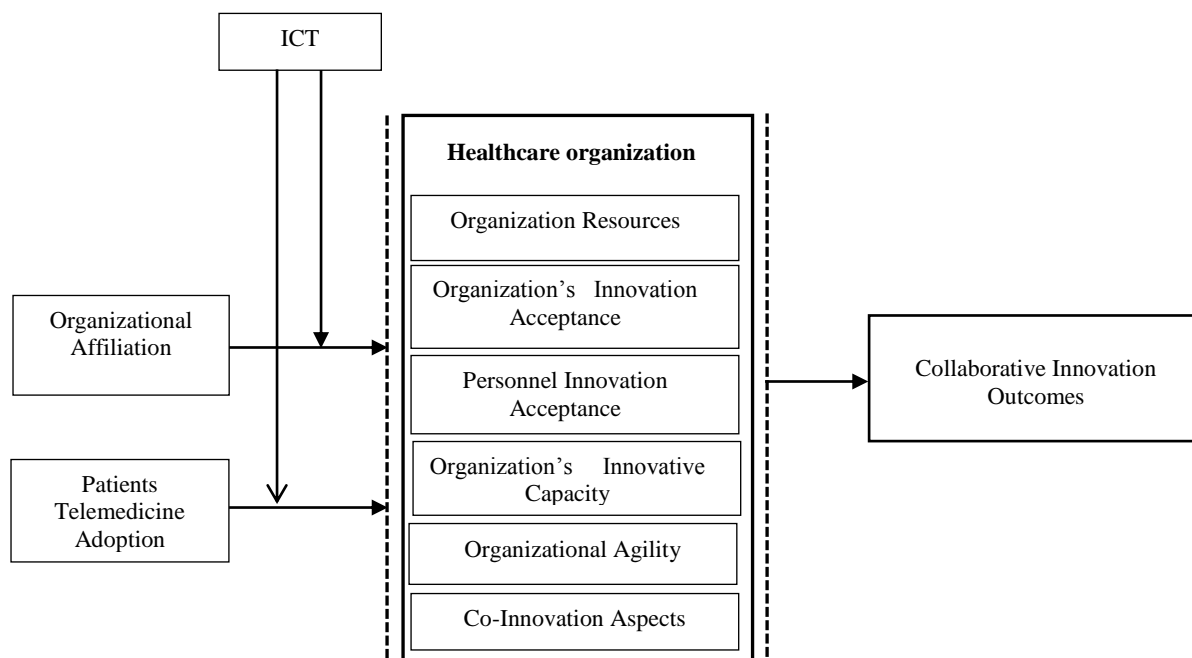 ICT
Healthcare organization
Organization Resources
Organization's Innovation
Acceptance
Organizational
Affiliation
Personnel Innovation
Acceptance
Collaborative Innovation
Outcomes
Organization's Innovative
Capacity
Patients
Telemedicine
Adoption
Organizational Agility
Co-Innovation Aspects